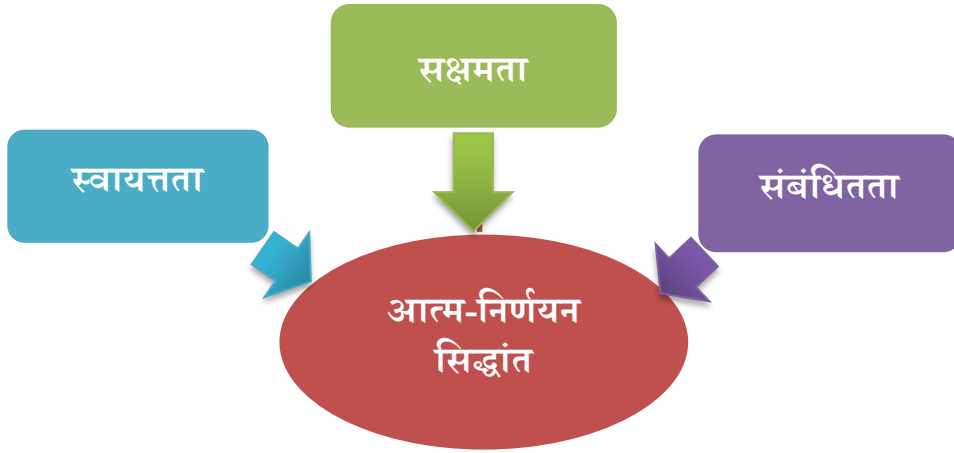 सक्षमता
स्वायत्तता
संबंधितता
आत्म-निर्णयन
सिद्धांत